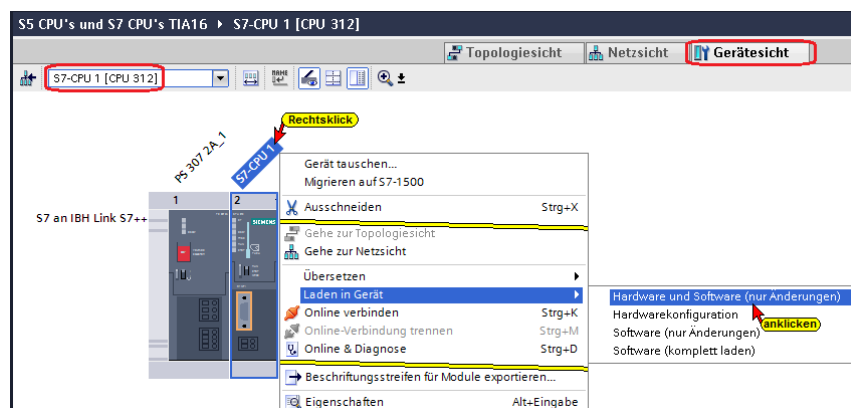 S5 CPU's und S7 CPU's TIA16 ▸ S7-CPU 1 [CPU 312]
Topologiesicht Netzsicht Gerätesicht
S7-CPU 1 [CPU 312]
Rechtsklick
PS 307 2A_1
S7-CPU 1
1 2
S7 an IBH Link S7++
SIEMENS
Gerät tauschen...
Migrieren auf S7-1500
Ausschneiden Strg+X
Gehe zur Topologiesicht
Gehe zur Netzsicht
Übersetzen
Laden in Gerät
Online verbinden Strg+K
Online-Verbindung trennen Strg+M
Online & Diagnose Strg+D
Beschriftungsstreifen für Module exportieren...
Eigenschaften Alt+Eingabe
Hardware und Software (nur Änderungen)
Hardwarekonfiguration
anklicken
Software (nur Änderungen)
Software (komplett laden)